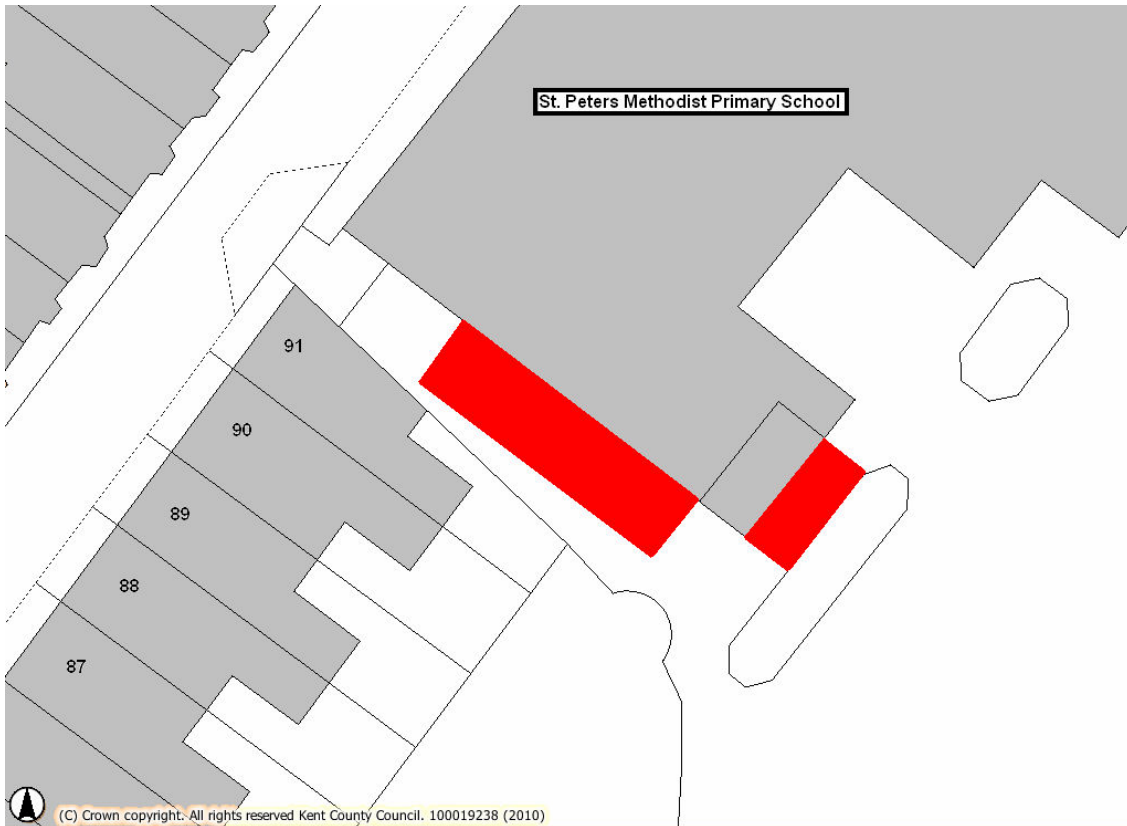 St. Peters Methodist Primary School
91
90
89
88
87
(C) Crown copyright. All rights reserved Kent County Council. 100019238 (2010)